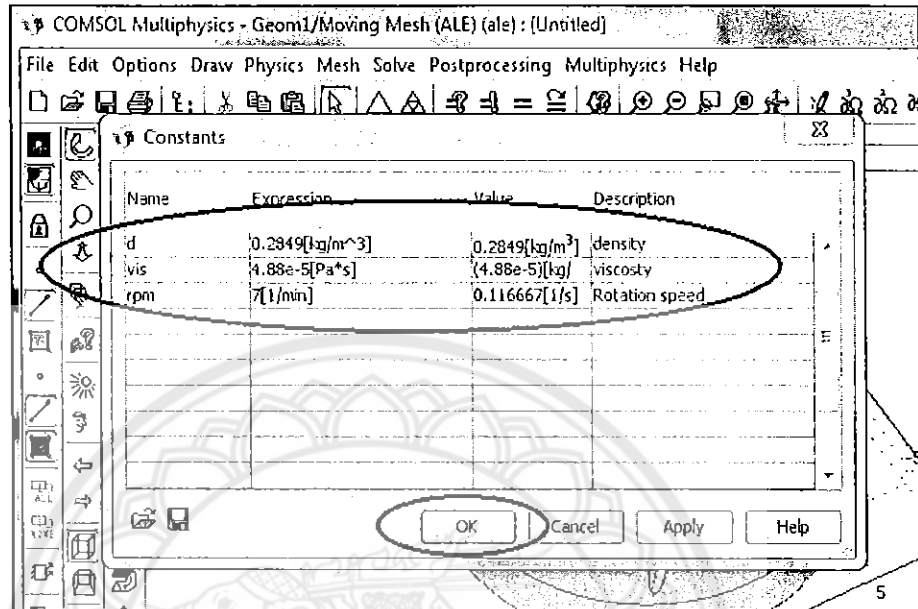 COMSOL Multiphysics - Geom1/Moving Mesh (ALE) (ale) : [Untitled]
File Edit Options Draw Physics Mesh Solve Postprocessing Multiphysics Help
Constants
Name Expression Value Description
d 0.2849[kg/m^3] 0.2849[kg/m³] density
vis 4.88e-5[Pa*s] (4.88e-5)[kg/ viscosty
rpm 7[1/min] 0.116667[1/s] Rotation speed
OK Cancel Apply Help
5